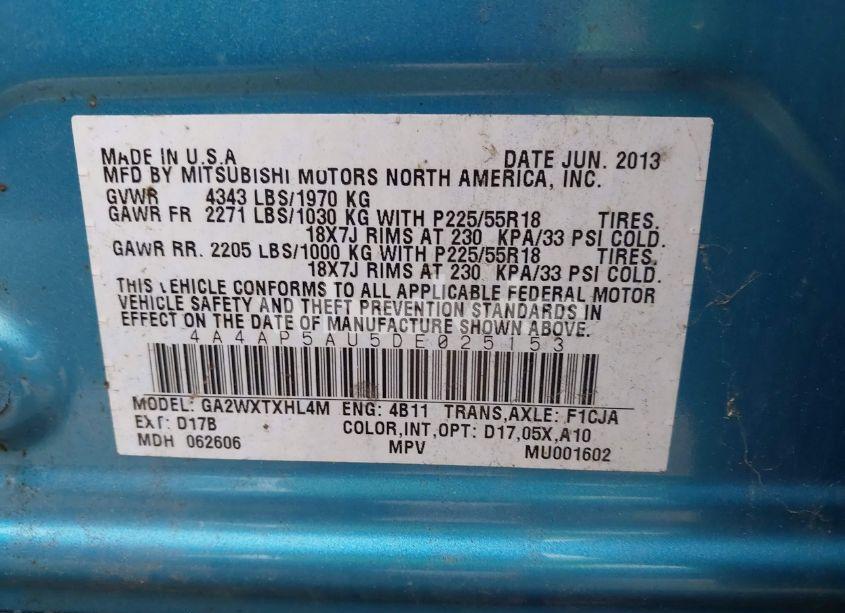 MADE IN U.S.A DATE JUN. 2013
MFD BY MITSUBISHI MOTORS NORTH AMERICA, INC.
GVWR 4343 LBS/1970 KG
GAWR FR 2271 LBS/1030 KG WITH P225/55R18 TIRES.
18X7J RIMS AT 230 KPA/33 PSI COLD.
GAWR RR. 2205 LBS/1000 KG WITH P225/55R18 TIRES.
18X7J RIMS AT 230 KPA/33 PSI COLD.
THIS VEHICLE CONFORMS TO ALL APPLICABLE FEDERAL MOTOR
VEHICLE SAFETY AND THEFT PREVENTION STANDARDS IN
EFFECT ON THE DATE OF MANUFACTURE SHOWN ABOVE.
4A4AP5AU5DE025153
MODEL: GA2WXTXHL4M ENG: 4B11 TRANS,AXLE: F1CJA
EXT: D17B COLOR,INT,OPT: D17,05X,A10
MDH 062606 MPV MU001602